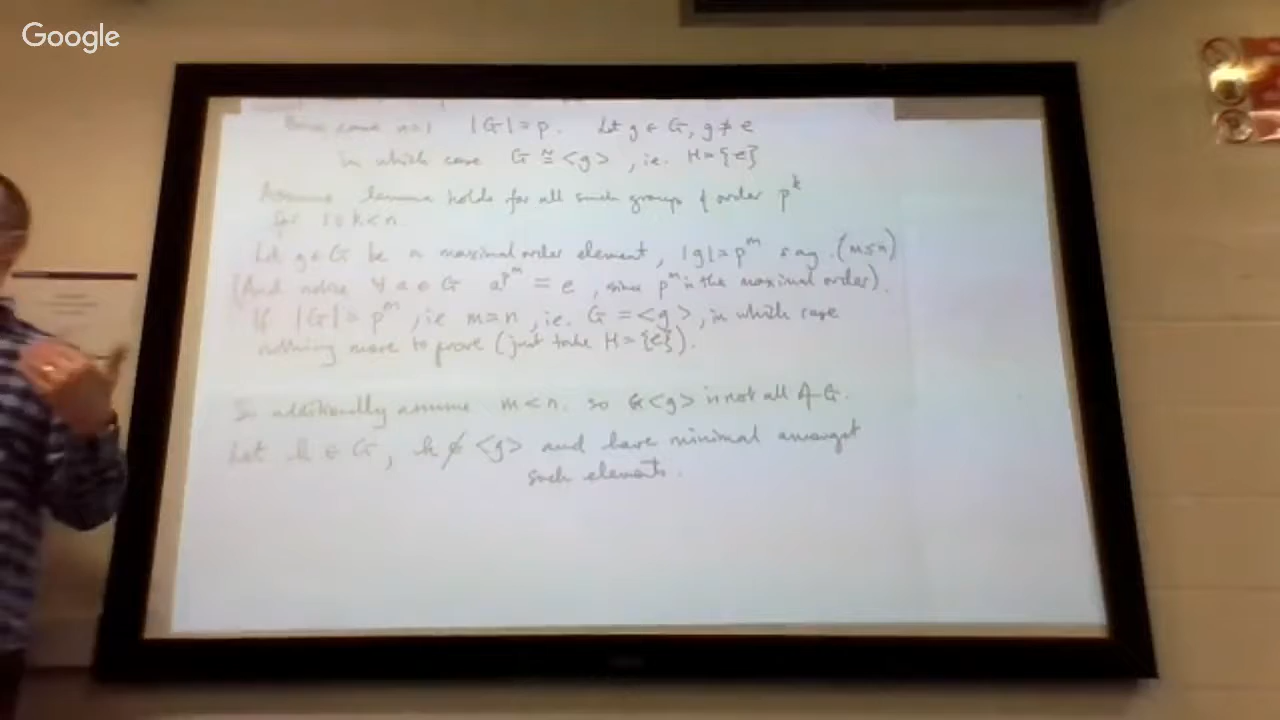 Google
Base case n=1 |G| = p. Let g ∈ G, g ≠ e
in which case G ≅ <g>, ie. H = {e}
Assume lemma holds for all such groups of order p^k
for 1≤k<n.
Let g ∈ G be a maximal order element, |g| = p^m say. (m≤n)
(And notice ∀ a ∈ G a^{p^m} = e, since p^m is the maximal order).
If |G| = p^m, ie m=n, ie. G = <g>, in which case
nothing more to prove (just take H = {e}).
So additionally assume m<n. so <g> is not all of G.
Let h ∈ G, h ∉ <g> and have minimal amongst
such elements.